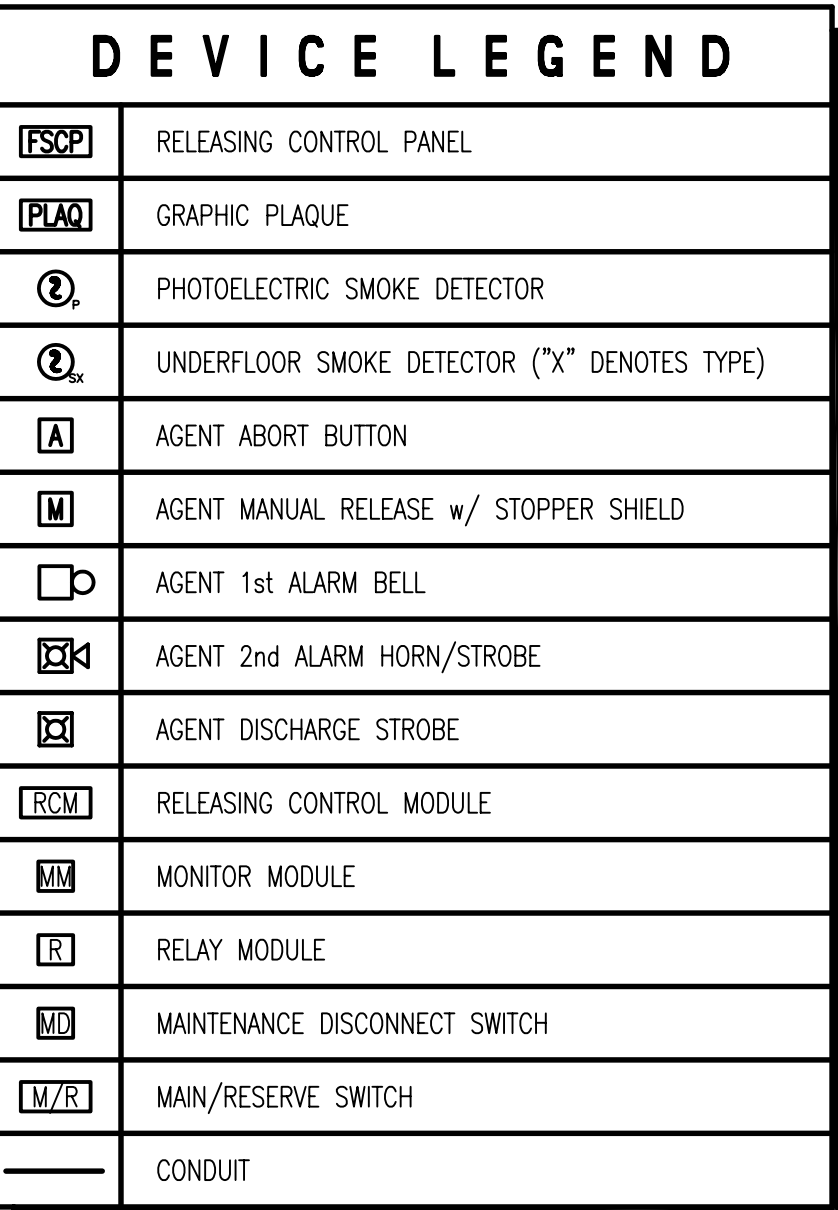 DEVICE LEGEND
FSCP RELEASING CONTROL PANEL
PLAQ GRAPHIC PLAQUE
P PHOTOELECTRIC SMOKE DETECTOR
SX UNDERFLOOR SMOKE DETECTOR ("X" DENOTES TYPE)
A AGENT ABORT BUTTON
M AGENT MANUAL RELEASE w/ STOPPER SHIELD
AGENT 1st ALARM BELL
AGENT 2nd ALARM HORN/STROBE
AGENT DISCHARGE STROBE
RCM RELEASING CONTROL MODULE
MM MONITOR MODULE
R RELAY MODULE
MD MAINTENANCE DISCONNECT SWITCH
M/R MAIN/RESERVE SWITCH
CONDUIT